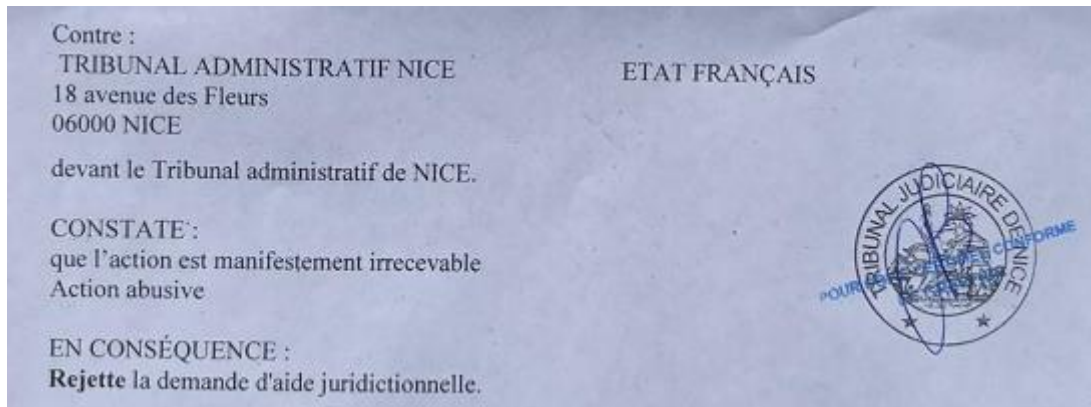 Contre :
TRIBUNAL ADMINISTRATIF NICE
ETAT FRANÇAIS
18 avenue des Fleurs
06000 NICE
devant le Tribunal administratif de NICE.
CONSTATE :
que l'action est manifestement irrecevable
Action abusive
EN CONSÉQUENCE :
Rejette la demande d'aide juridictionnelle.
TRIBUNAL JUDICIAIRE DE NICE
POUR CONFORME